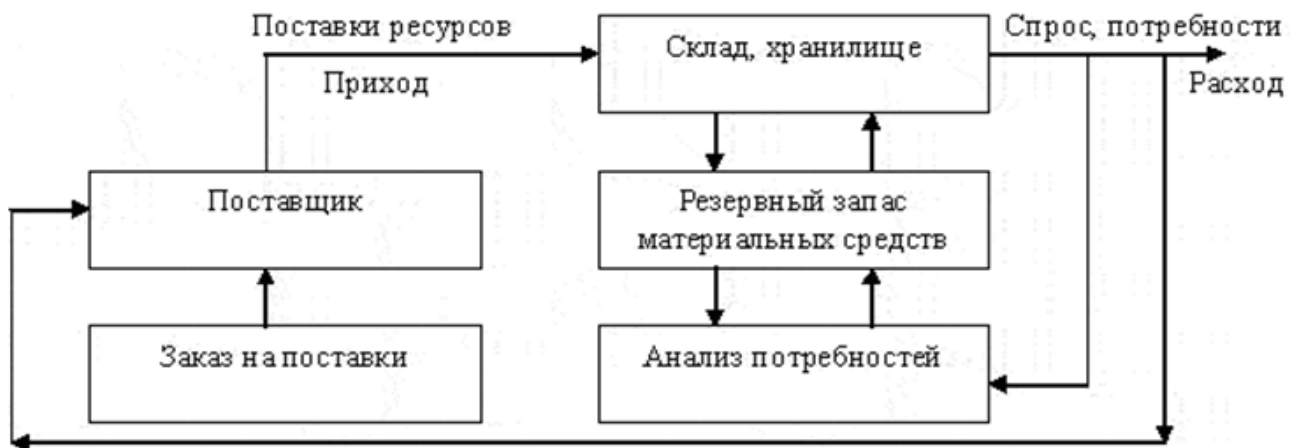 Поставки ресурсов
Приход
Склад, хранилище
Спрос, потребности
Расход
Поставщик
Резервный запас
материальных средств
Заказ на поставки
Анализ потребностей